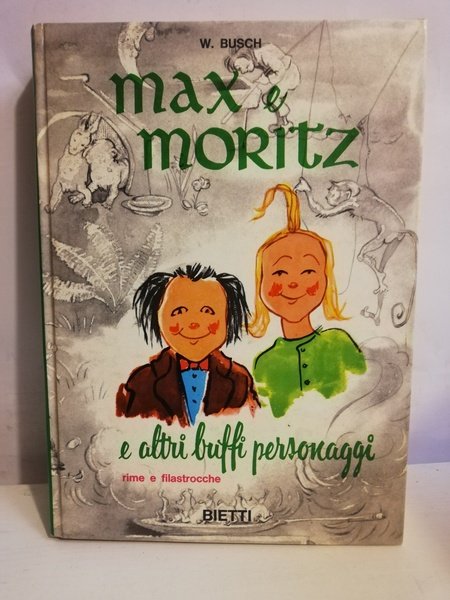 W. BUSCH
max e
MORITZ
e altri buffi personaggi
rime e filastrocche
BIETTI